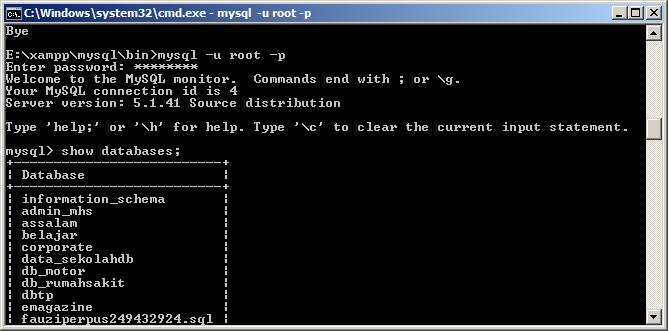 C:\Windows\system32\cmd.exe - mysql -u root -p
Bye
E:\xampp\mysql\bin>mysql -u root -p
Enter password: ********
Welcome to the MySQL monitor.  Commands end with ; or \g.
Your MySQL connection id is 4
Server version: 5.1.41 Source distribution
Type 'help;' or '\h' for help. Type '\c' to clear the current input statement.
mysql> show databases;
+---------------------------+
| Database                  |
+---------------------------+
| information_schema        |
| admin_mhs                 |
| assalam                   |
| belajar                   |
| corporate                 |
| data_sekolahdb            |
| db_motor                  |
| db_rumahsakit             |
| dbtp                      |
| emagazine                 |
| fauziperpus249432924.sql  |